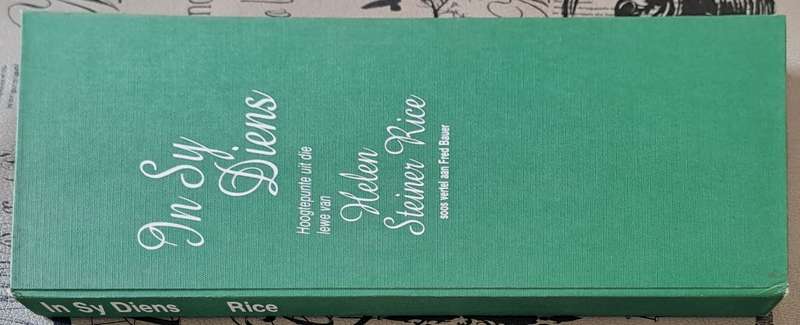 In Sy
Diens
Hoogtepunte uit die
lewe van
Helen
Steiner Rice
soos vertel aan Fred Bauer
In Sy Diens Rice